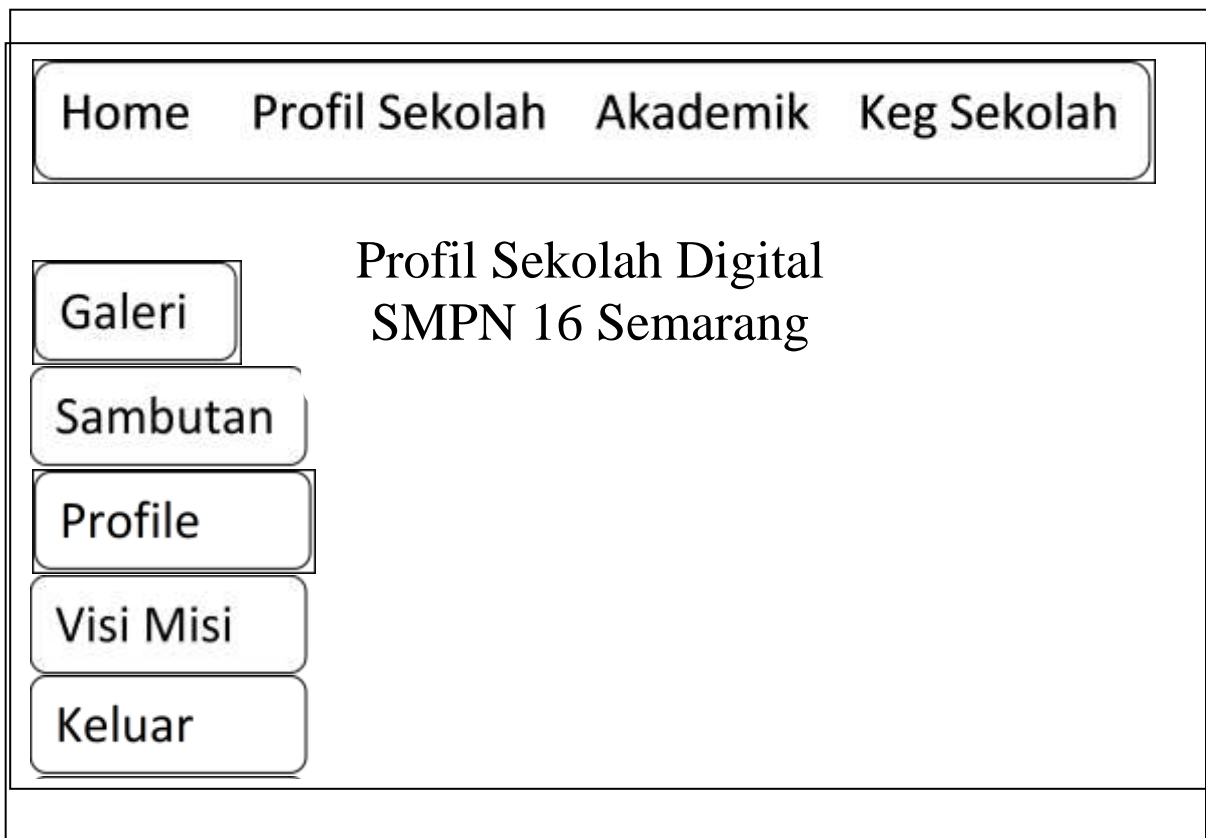 Home Profil Sekolah Akademik Keg Sekolah
Profil Sekolah Digital
SMPN 16 Semarang
Galeri
Sambutan
Profile
Visi Misi
Keluar